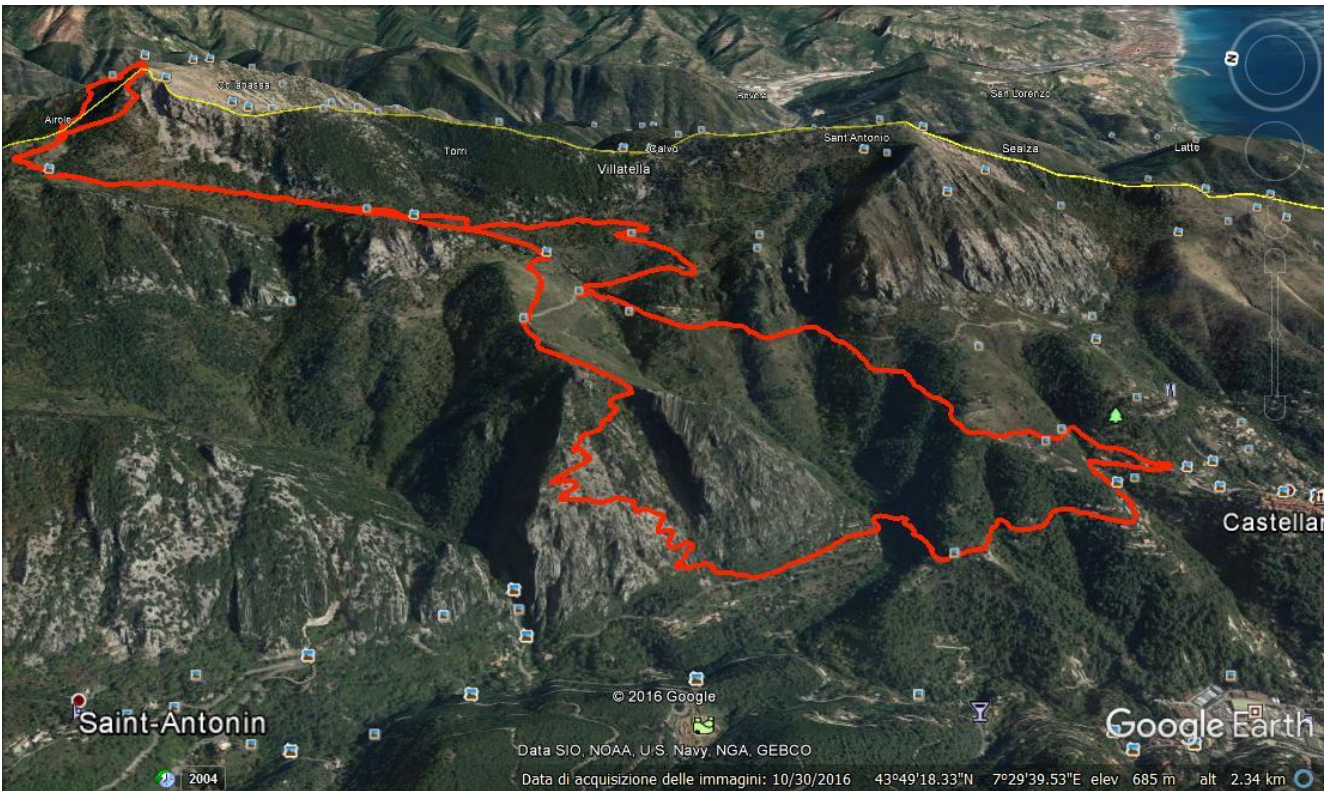 N
Collabassa
Bevera
San Lorenzo
Airole
Torri
Calvo
Sant Antonio
Sealza
Latte
Villatella
Castellar
© 2016 Google
Saint-Antonin
Google Earth
Data SIO, NOAA, U.S. Navy, NGA, GEBCO
2004
Data di acquisizione delle immagini: 10/30/2016 43°49'18.33"N 7°29'39.53"E elev 685 m alt 2.34 km